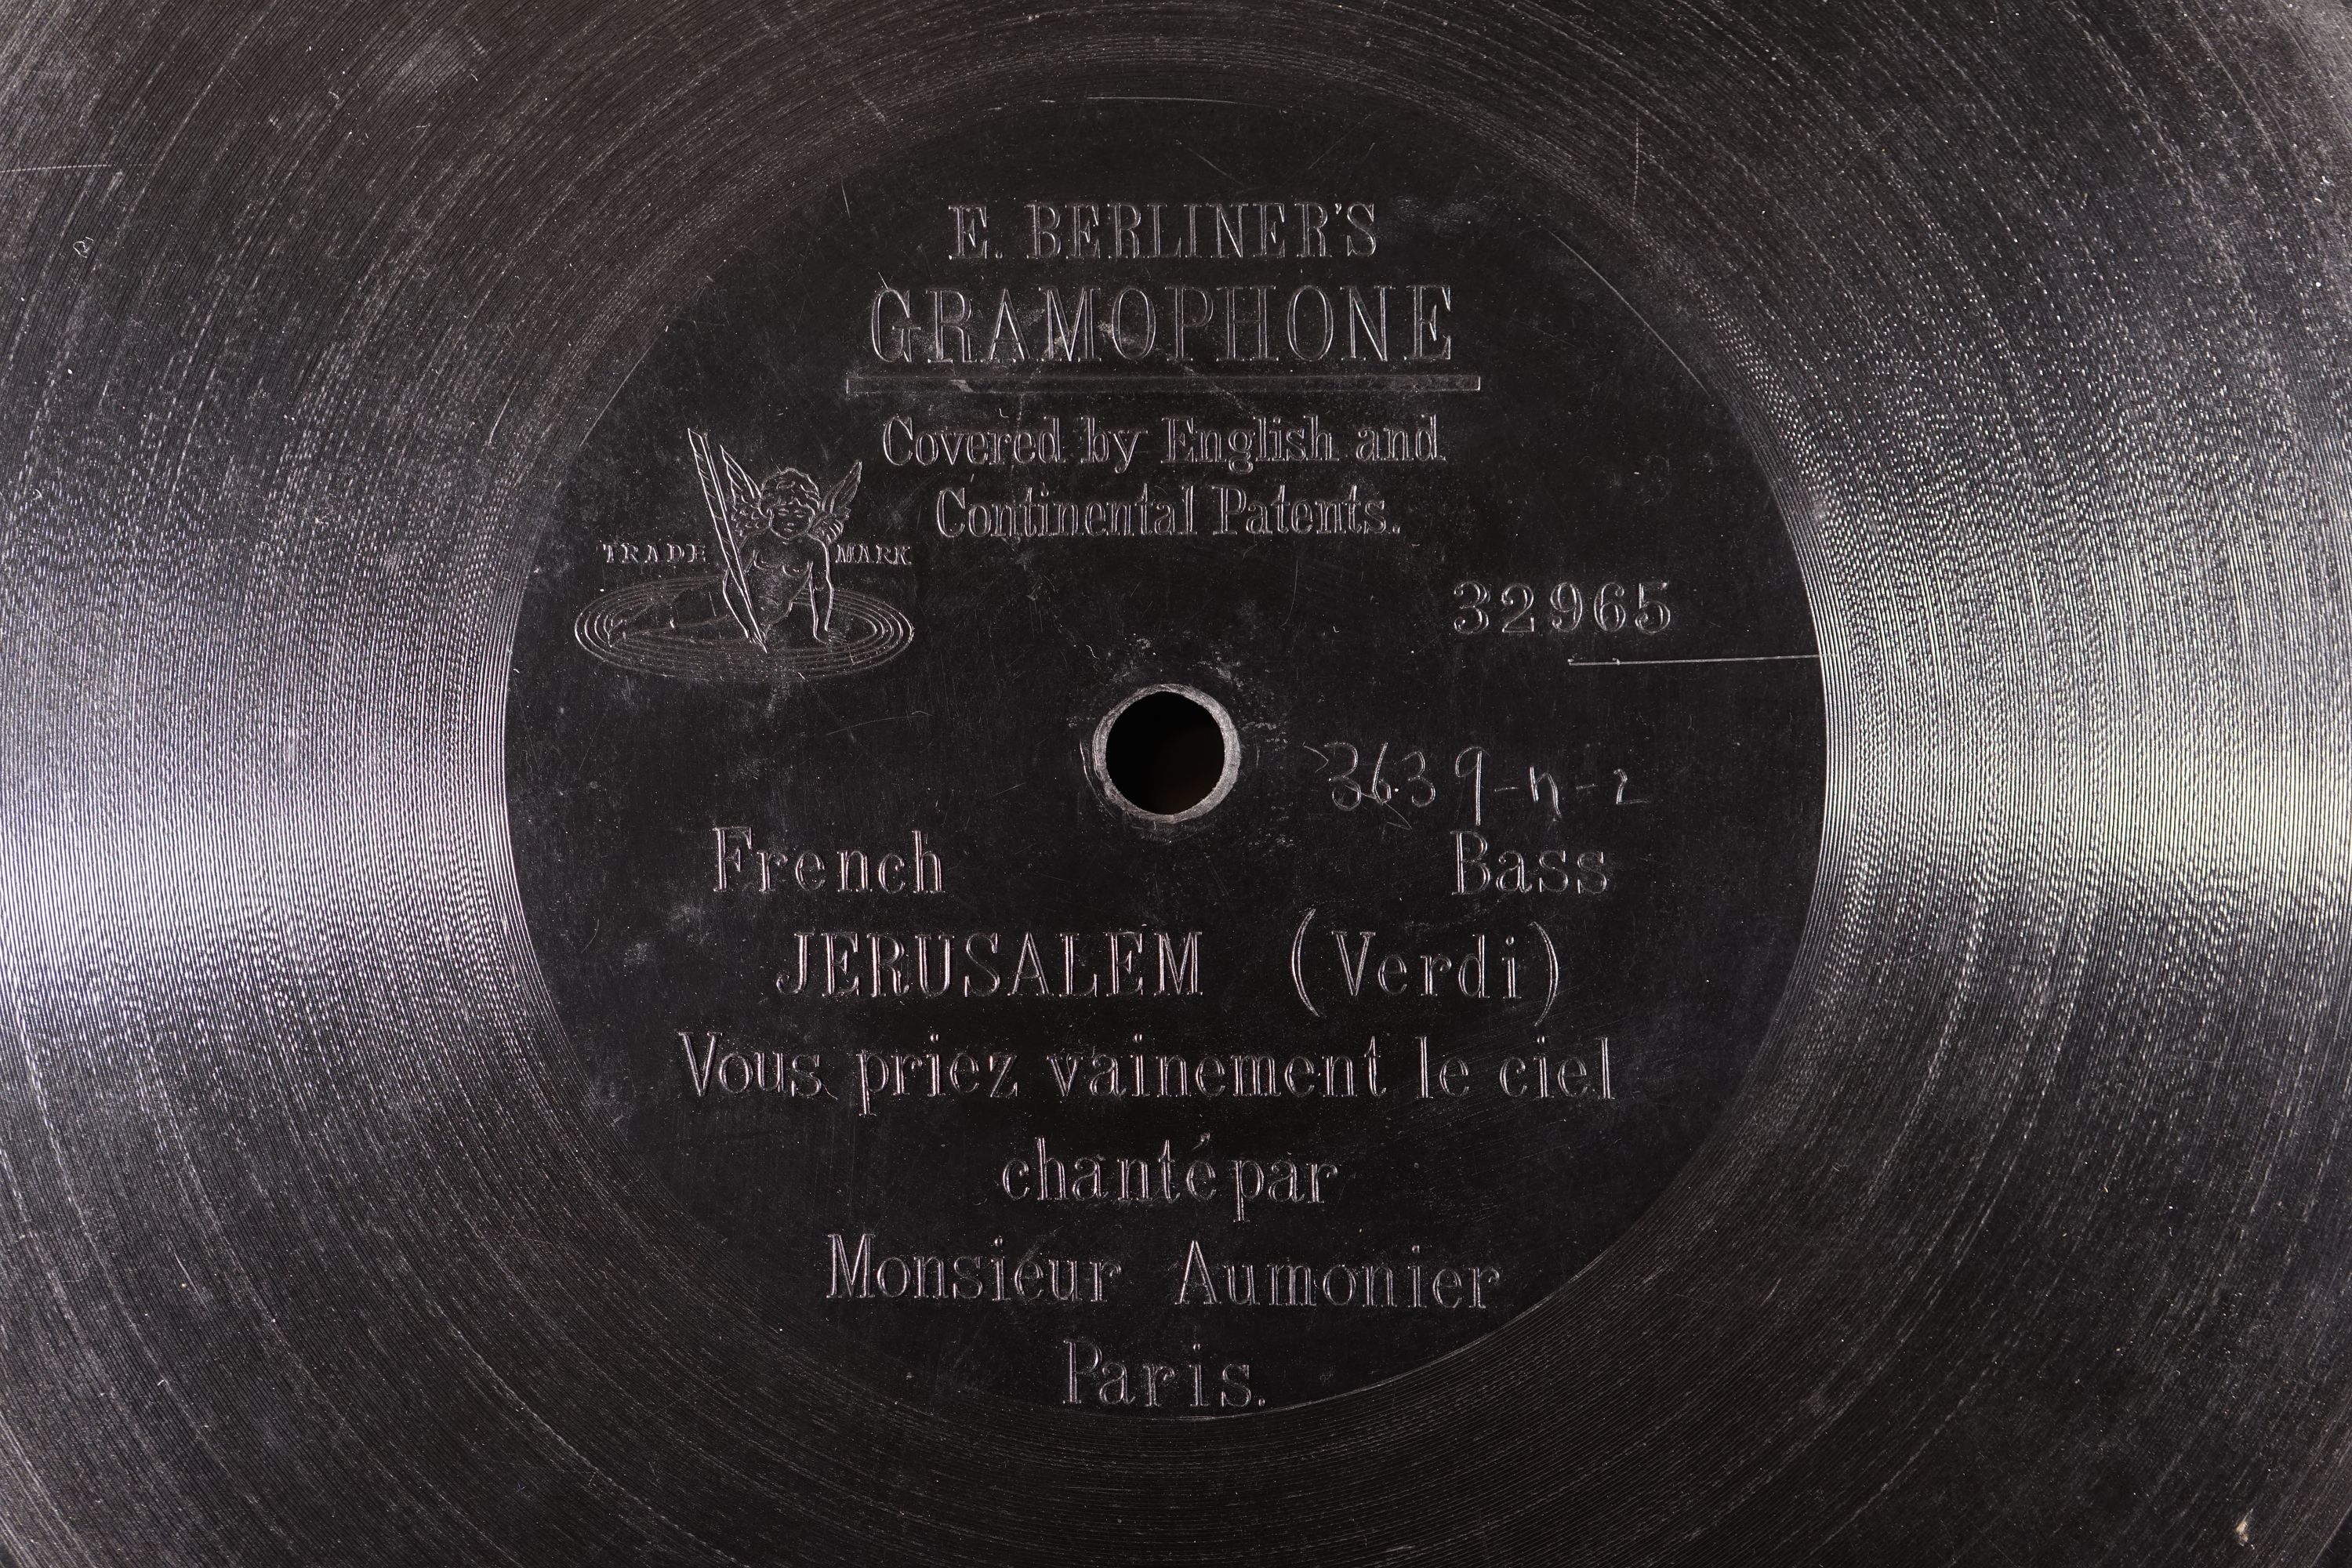 E. BERLINER'S
GRAMOPHONE
Covered by English and
Continental Patents.
TRADE MARK
32965
3639-n-2
French Bass
JERUSALEM (Verdi)
Vous priez vainement le ciel
chanté par
Monsieur Aumonier
Paris.